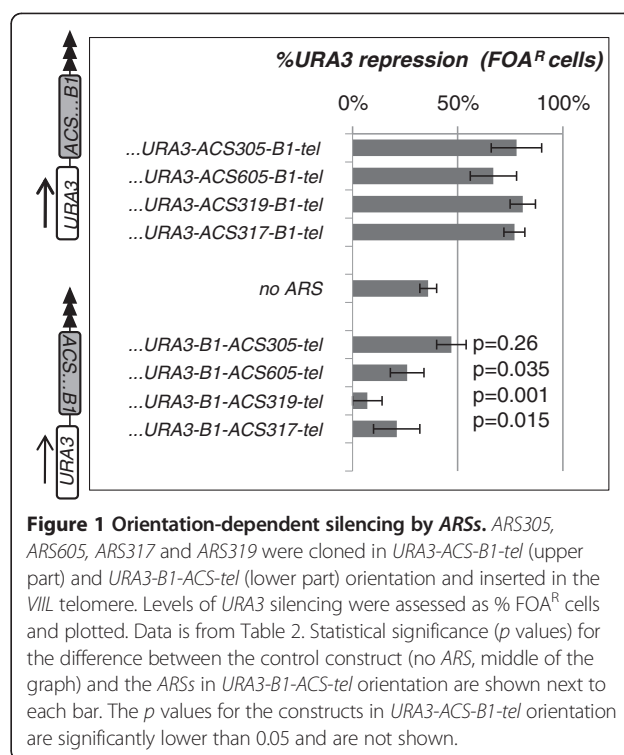 %URA3 repression (FOA^R cells)
0% 50% 100%
ACS...B1
URA3
...URA3-ACS305-B1-tel
...URA3-ACS605-B1-tel
...URA3-ACS319-B1-tel
...URA3-ACS317-B1-tel
no ARS
ACS...B1
URA3
...URA3-B1-ACS305-tel p=0.26
...URA3-B1-ACS605-tel p=0.035
...URA3-B1-ACS319-tel p=0.001
...URA3-B1-ACS317-tel p=0.015
Figure 1 Orientation-dependent silencing by ARSs. ARS305,
ARS605, ARS317 and ARS319 were cloned in URA3-ACS-B1-tel (upper
part) and URA3-B1-ACS-tel (lower part) orientation and inserted in the
VIIL telomere. Levels of URA3 silencing were assessed as % FOA^R cells
and plotted. Data is from Table 2. Statistical significance (p values) for
the difference between the control construct (no ARS, middle of the
graph) and the ARSs in URA3-B1-ACS-tel orientation are shown next to
each bar. The p values for the constructs in URA3-ACS-B1-tel orientation
are significantly lower than 0.05 and are not shown.